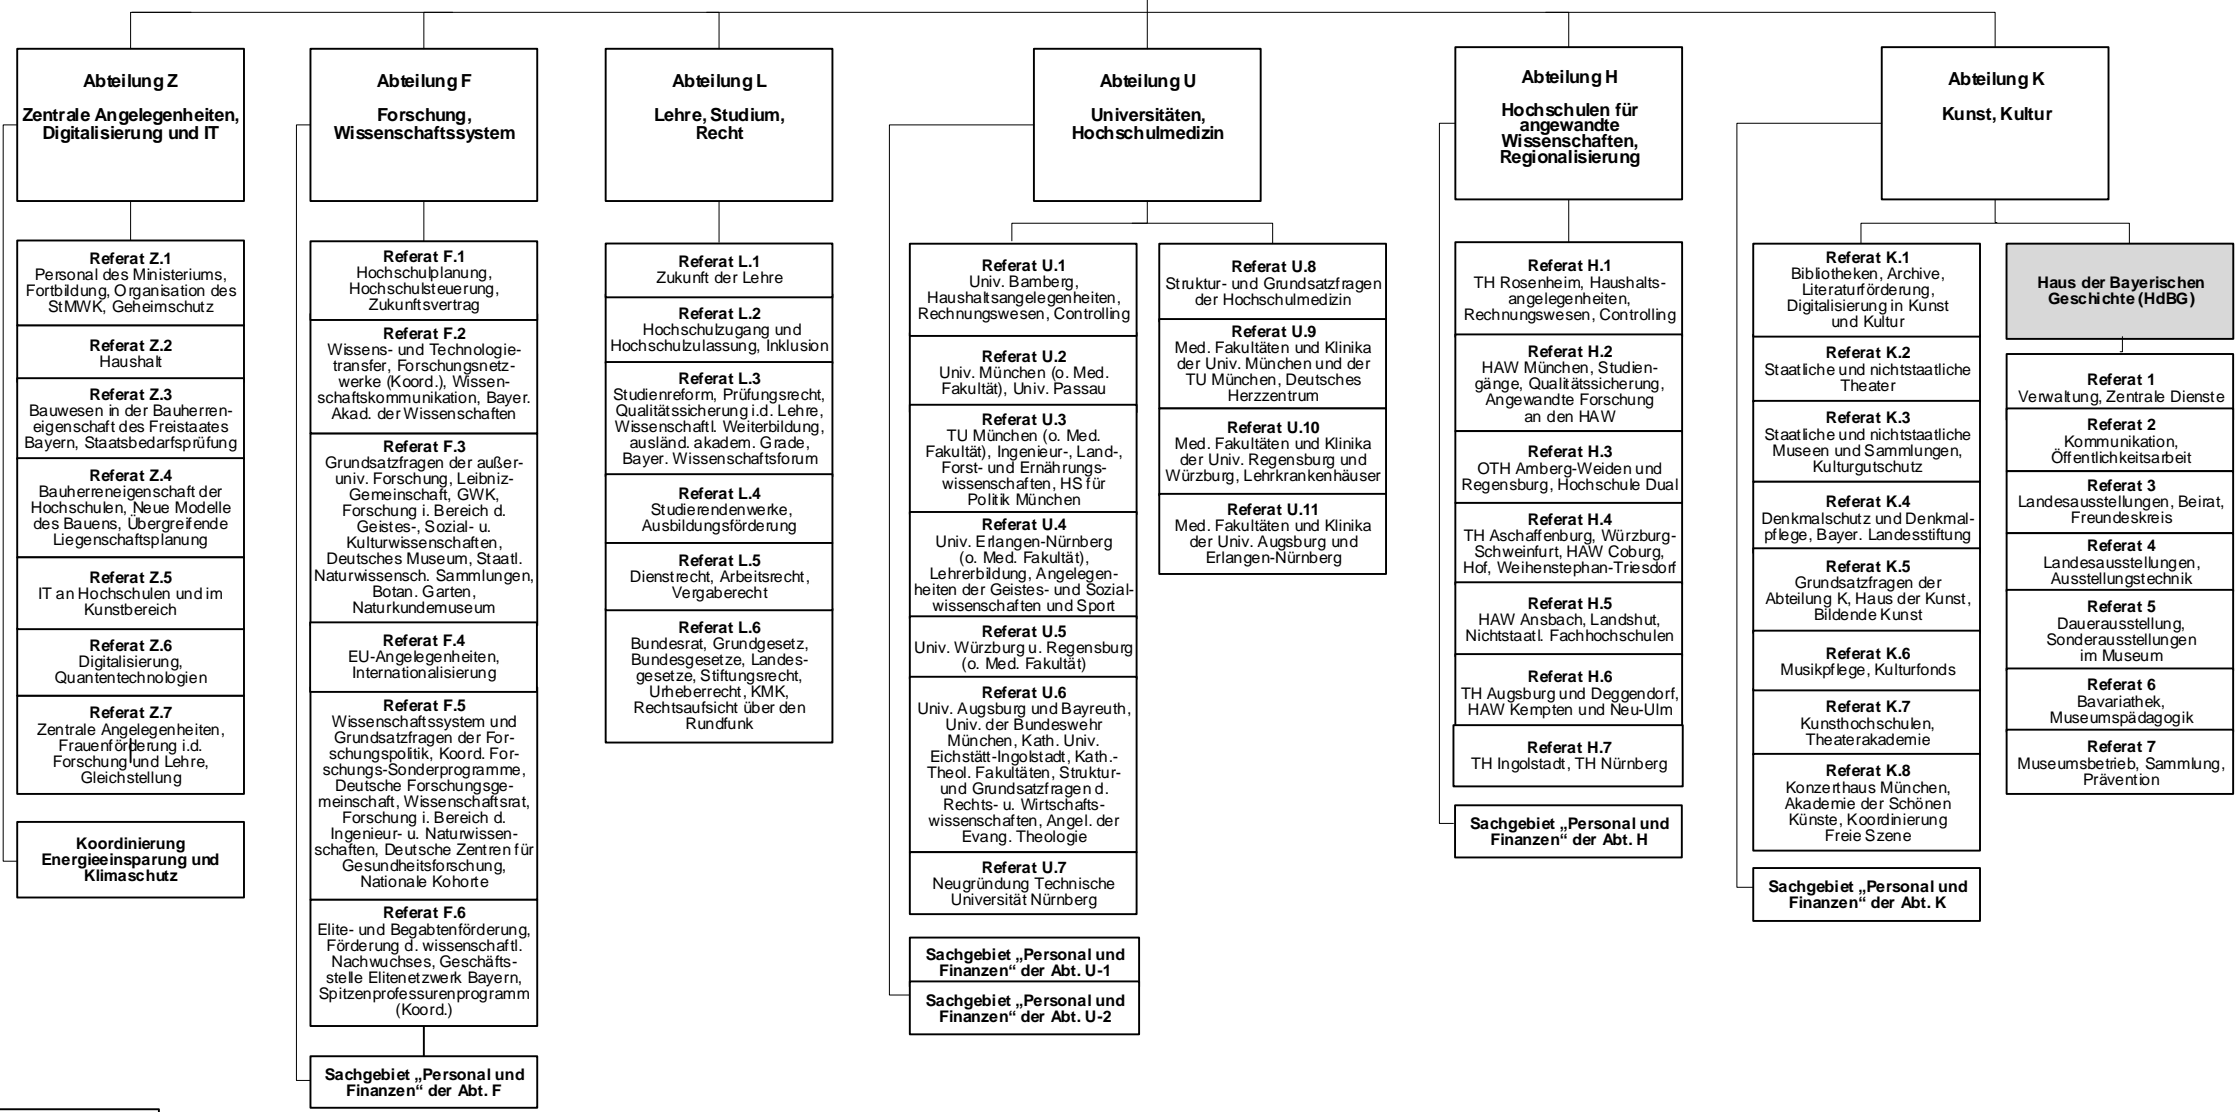 Abteilung Z
Zentrale Angelegenheiten,
Digitalisierung und IT
Referat Z.1
Personal des Ministeriums,
Fortbildung, Organisation des
StMWK, Geheimschutz
Referat Z.2
Haushalt
Referat Z.3
Bauwesen in der Bauherren-
eigenschaft des Freistaates
Bayern, Staatsbedarfsprüfung
Referat Z.4
Bauherreneigenschaft der
Hochschulen, Neue Modelle
des Bauens, Übergreifende
Liegenschaftsplanung
Referat Z.5
IT an Hochschulen und im
Kunstbereich
Referat Z.6
Digitalisierung,
Quantentechnologien
Referat Z.7
Zentrale Angelegenheiten,
Frauenförderung i.d.
Forschung und Lehre,
Gleichstellung
Koordinierung
Energieeinsparung und
Klimaschutz
Abteilung F
Forschung,
Wissenschaftssystem
Referat F.1
Hochschulplanung,
Hochschulsteuerung,
Zukunftsvertrag
Referat F.2
Wissens- und Technologie-
transfer, Forschungsnetz-
werke (Koord.), Wissen-
schaftskommunikation, Bayer.
Akad. der Wissenschaften
Referat F.3
Grundsatzfragen der außer-
univ. Forschung, Leibniz-
Gemeinschaft, GWK,
Forschung i. Bereich d.
Geistes-, Sozial- u.
Kulturwissenschaften,
Deutsches Museum, Staatl.
Naturwissensch. Sammlungen,
Botan. Garten,
Naturkundemuseum
Referat F.4
EU-Angelegenheiten,
Internationalisierung
Referat F.5
Wissenschaftssystem und
Grundsatzfragen der For-
schungspolitik, Koord. For-
schungs-Sonderprogramme,
Deutsche Forschungsge-
meinschaft, Wissenschaftsrat,
Forschung i. Bereich d.
Ingenieur- u. Naturwissen-
schaften, Deutsche Zentren für
Gesundheitsforschung,
Nationale Kohorte
Referat F.6
Elite- und Begabtenförderung,
Förderung d. wissenschaftl.
Nachwuchses, Geschäfts-
stelle Elitenetzwerk Bayern,
Spitzenprofessurenprogramm
(Koord.)
Sachgebiet „Personal und
Finanzen“ der Abt. F
Abteilung L
Lehre, Studium,
Recht
Referat L.1
Zukunft der Lehre
Referat L.2
Hochschulzugang und
Hochschulzulassung, Inklusion
Referat L.3
Studienreform, Prüfungsrecht,
Qualitätssicherung i.d. Lehre,
Wissenschaftl. Weiterbildung,
ausländ. akadem. Grade,
Bayer. Wissenschaftsforum
Referat L.4
Studierendenwerke,
Ausbildungsförderung
Referat L.5
Dienstrecht, Arbeitsrecht,
Vergaberecht
Referat L.6
Bundesrat, Grundgesetz,
Bundesgesetze, Landes-
gesetze, Stiftungsrecht,
Urheberrecht, KMK,
Rechtsaufsicht über den
Rundfunk
Abteilung U
Universitäten,
Hochschulmedizin
Referat U.1
Univ. Bamberg,
Haushaltsangelegenheiten,
Rechnungswesen, Controlling
Referat U.2
Univ. München (o. Med.
Fakultät), Univ. Passau
Referat U.3
TU München (o. Med.
Fakultät), Ingenieur-, Land-,
Forst- und Ernährungs-
wissenschaften, HS für
Politik München
Referat U.4
Univ. Erlangen-Nürnberg
(o. Med. Fakultät),
Lehrerbildung, Angelegen-
heiten der Geistes- und Sozial-
wissenschaften und Sport
Referat U.5
Univ. Würzburg u. Regensburg
(o. Med. Fakultät)
Referat U.6
Univ. Augsburg und Bayreuth,
Univ. der Bundeswehr
München, Kath. Univ.
Eichstätt-Ingolstadt, Kath.-
Theol. Fakultäten, Struktur-
und Grundsatzfragen d.
Rechts- u. Wirtschafts-
wissenschaften, Angel. der
Evang. Theologie
Referat U.7
Neugründung Technische
Universität Nürnberg
Sachgebiet „Personal und
Finanzen“ der Abt. U-1
Sachgebiet „Personal und
Finanzen“ der Abt. U-2
Referat U.8
Struktur- und Grundsatzfragen
der Hochschulmedizin
Referat U.9
Med. Fakultäten und Klinika
der Univ. München und der
TU München, Deutsches
Herzzentrum
Referat U.10
Med. Fakultäten und Klinika
der Univ. Regensburg und
Würzburg, Lehrkrankenhäuser
Referat U.11
Med. Fakultäten und Klinika
der Univ. Augsburg und
Erlangen-Nürnberg
Abteilung H
Hochschulen für
angewandte
Wissenschaften,
Regionalisierung
Referat H.1
TH Rosenheim, Haushalts-
angelegenheiten,
Rechnungswesen, Controlling
Referat H.2
HAW München, Studien-
gänge, Qualitätssicherung,
Angewandte Forschung
an den HAW
Referat H.3
OTH Amberg-Weiden und
Regensburg, Hochschule Dual
Referat H.4
TH Aschaffenburg, Würzburg-
Schweinfurt, HAW Coburg,
Hof, Weihenstephan-Triesdorf
Referat H.5
HAW Ansbach, Landshut,
Nichtstaatl. Fachhochschulen
Referat H.6
TH Augsburg und Deggendorf,
HAW Kempten und Neu-Ulm
Referat H.7
TH Ingolstadt, TH Nürnberg
Sachgebiet „Personal und
Finanzen“ der Abt. H
Abteilung K
Kunst, Kultur
Referat K.1
Bibliotheken, Archive,
Literaturförderung,
Digitalisierung in Kunst
und Kultur
Referat K.2
Staatliche und nichtstaatliche
Theater
Referat K.3
Staatliche und nichtstaatliche
Museen und Sammlungen,
Kulturgutschutz
Referat K.4
Denkmalschutz und Denkmal-
pflege, Bayer. Landesstiftung
Referat K.5
Grundsatzfragen der
Abteilung K, Haus der Kunst,
Bildende Kunst
Referat K.6
Musikpflege, Kulturfonds
Referat K.7
Kunsthochschulen,
Theaterakademie
Referat K.8
Konzerthaus München,
Akademie der Schönen
Künste, Koordinierung
Freie Szene
Sachgebiet „Personal und
Finanzen“ der Abt. K
Haus der Bayerischen
Geschichte (HdBG)
Referat 1
Verwaltung, Zentrale Dienste
Referat 2
Kommunikation,
Öffentlichkeitsarbeit
Referat 3
Landesausstellungen, Beirat,
Freundeskreis
Referat 4
Landesausstellungen,
Ausstellungstechnik
Referat 5
Dauerausstellung,
Sonderausstellungen
im Museum
Referat 6
Bavariathek,
Museumspädagogik
Referat 7
Museumsbetrieb, Sammlung,
Prävention